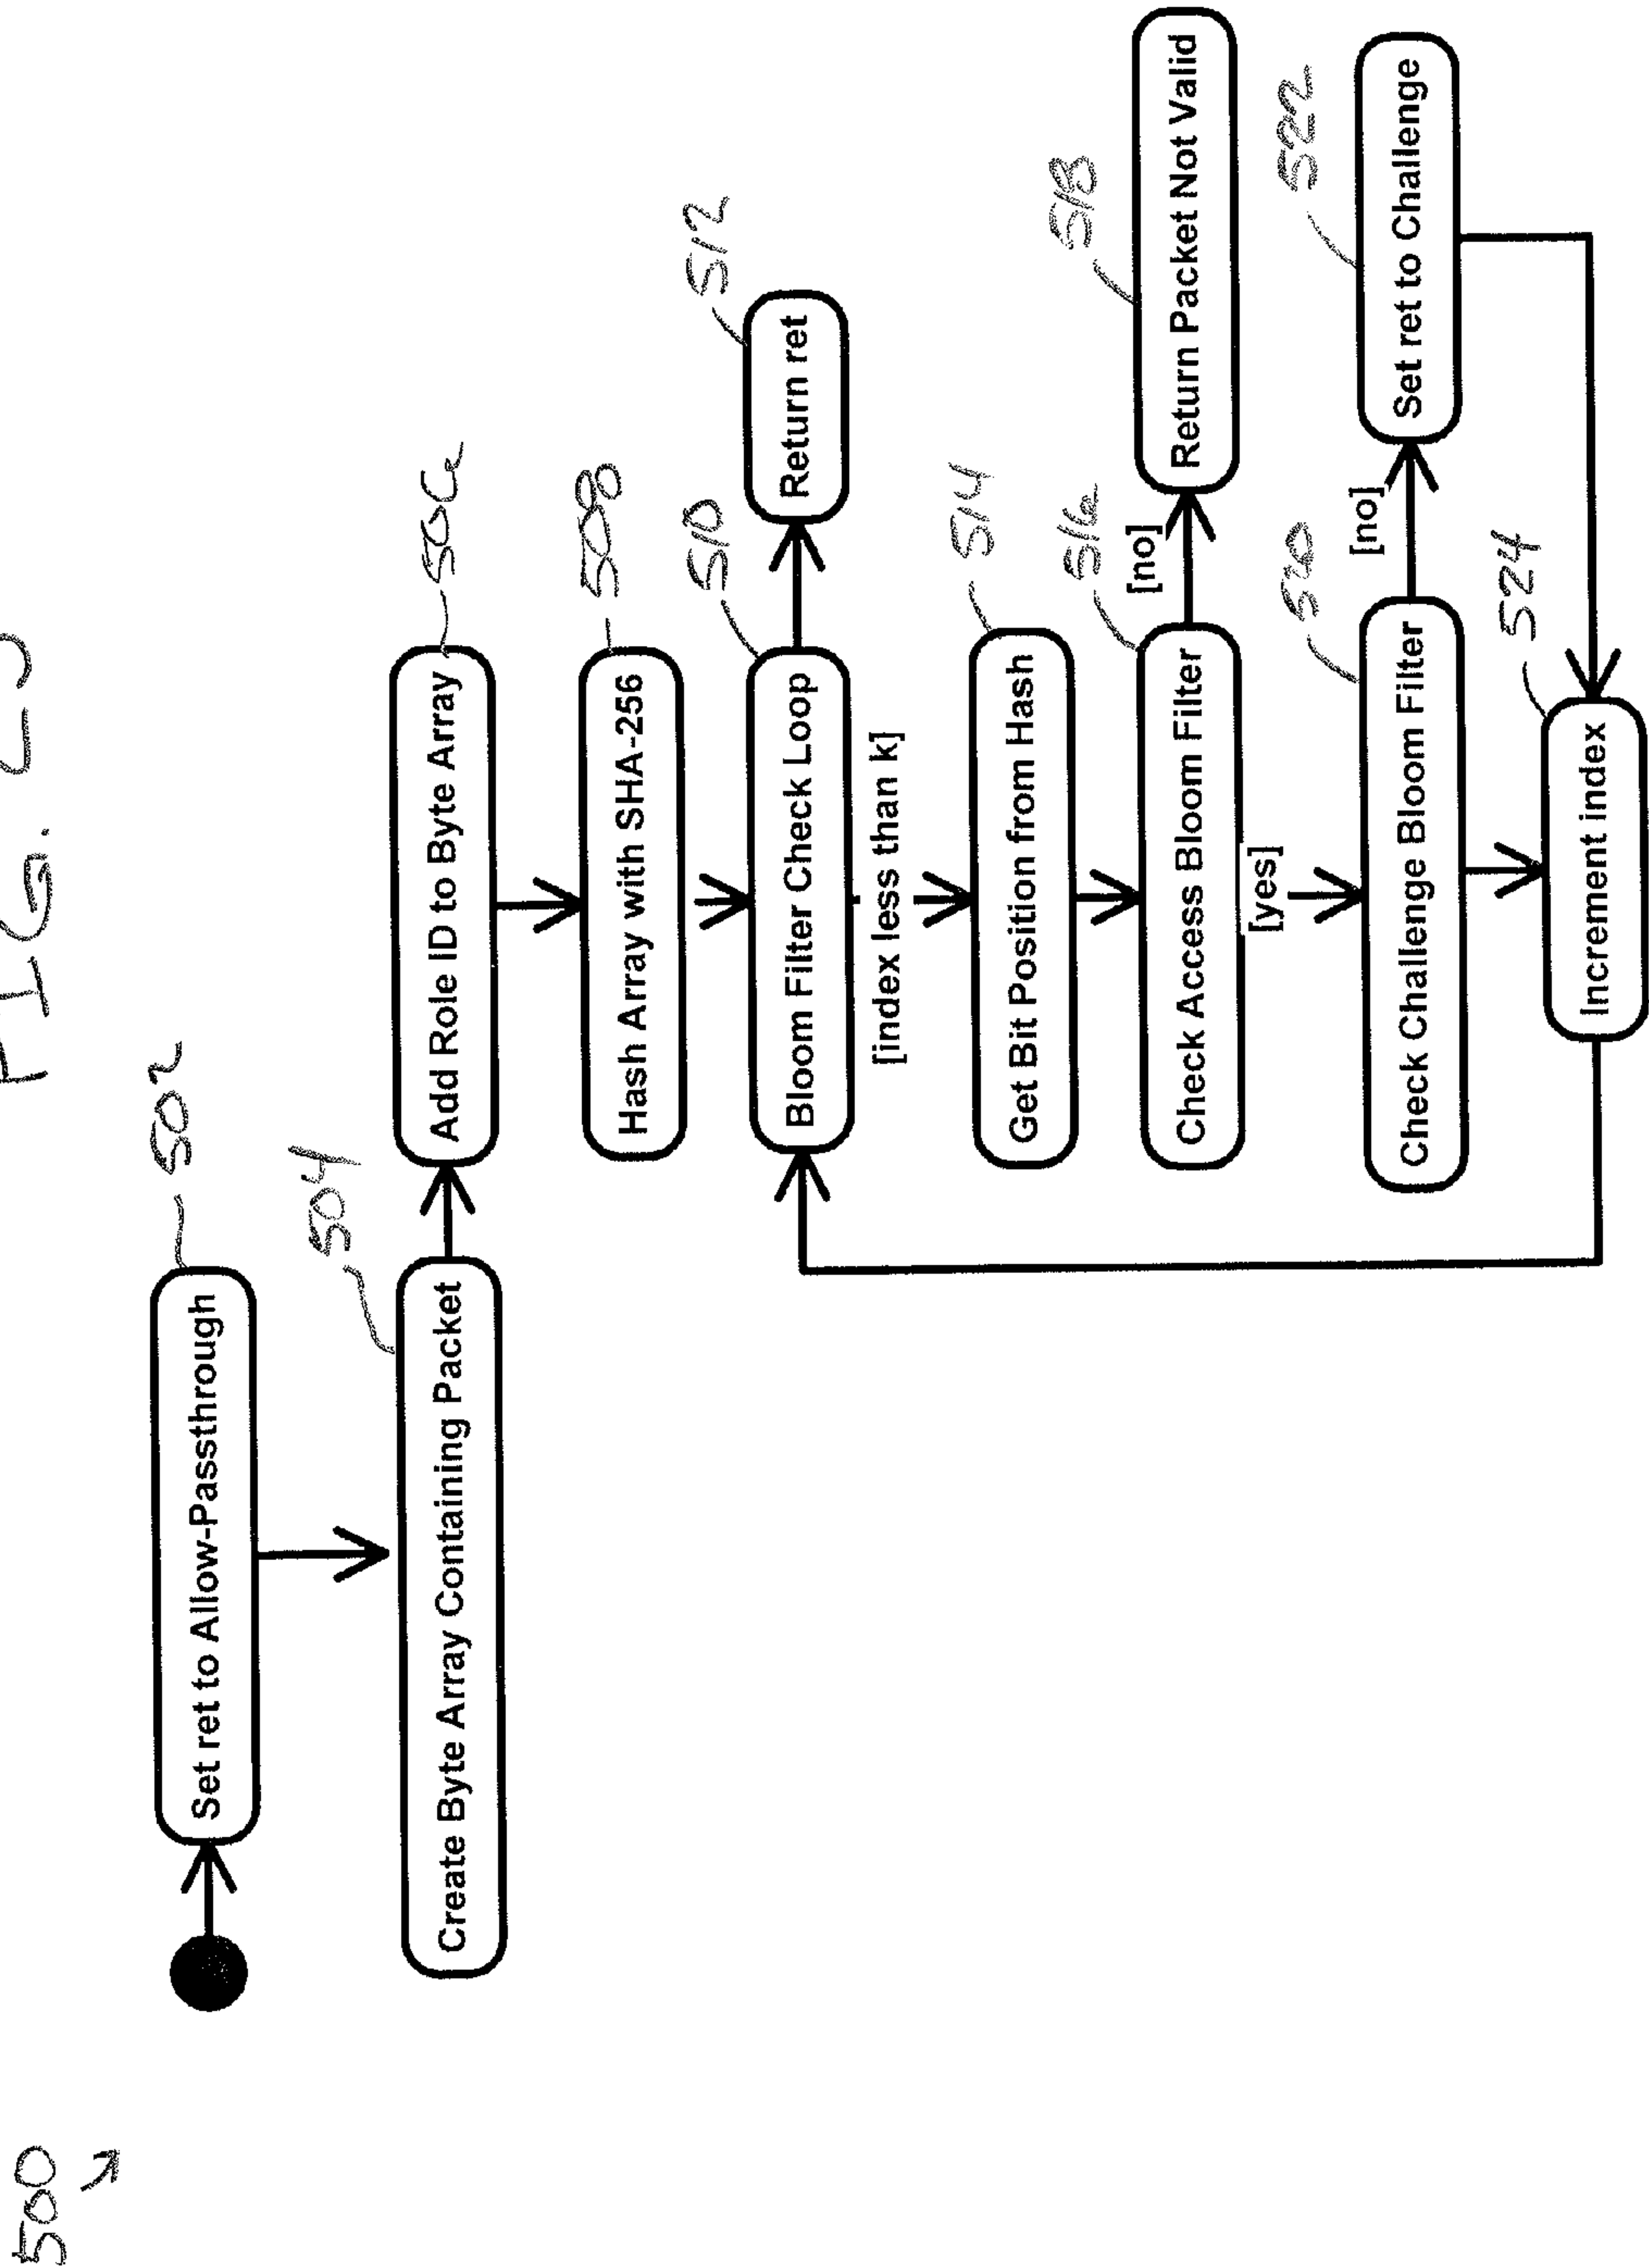 500
502
Set ret to Allow-Passthrough
504
Create Byte Array Containing Packet
506
Add Role ID to Byte Array
508
Hash Array with SHA-256
510
Bloom Filter Check Loop
512
Return ret
[index less than k]
514
Get Bit Position from Hash
516
Check Access Bloom Filter
[no]
518
Return Packet Not Valid
[yes]
520
Check Challenge Bloom Filter
[no]
522
Set ret to Challenge
524
Increment index